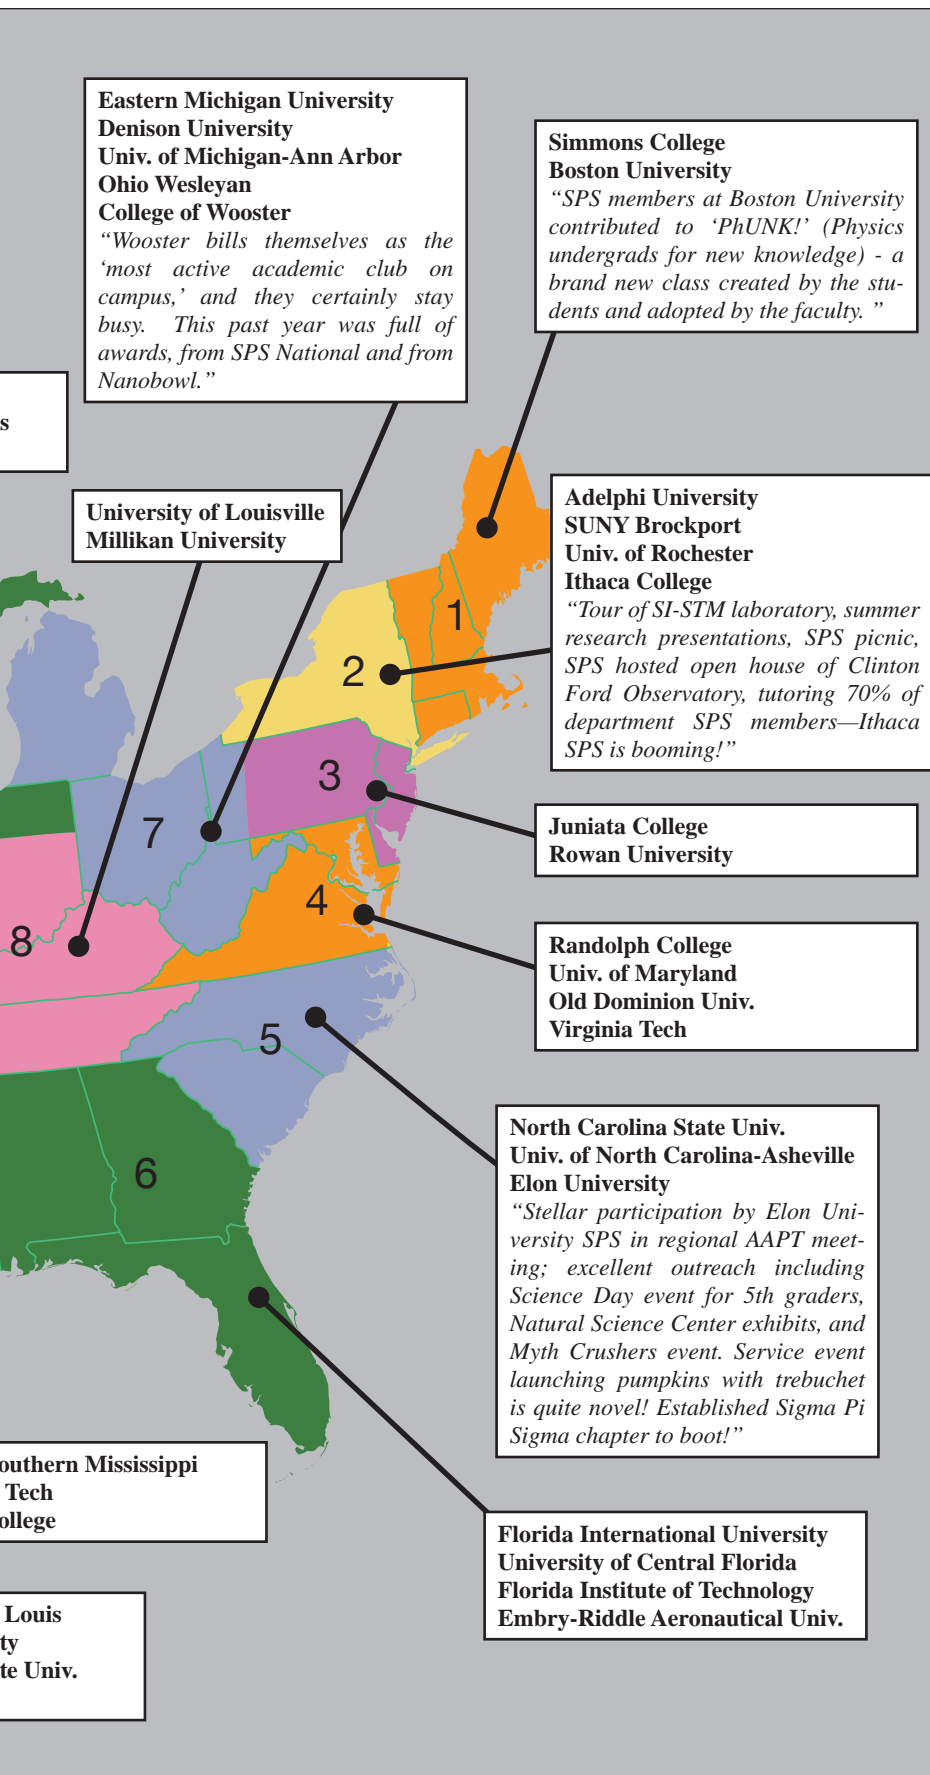 Eastern Michigan University
Denison University
Univ. of Michigan-Ann Arbor
Ohio Wesleyan
College of Wooster
“Wooster bills themselves as the
‘most active academic club on
campus,’ and they certainly stay
busy. This past year was full of
awards, from SPS National and from
Nanobowl.”
Simmons College
Boston University
“SPS members at Boston University
contributed to ‘PhUNK!’ (Physics
undergrads for new knowledge) - a
brand new class created by the stu-
dents and adopted by the faculty. ”
s
University of Louisville
Millikan University
Adelphi University
SUNY Brockport
Univ. of Rochester
Ithaca College
“Tour of SI-STM laboratory, summer
research presentations, SPS picnic,
SPS hosted open house of Clinton
Ford Observatory, tutoring 70% of
department SPS members—Ithaca
SPS is booming!”
1
2
3
7
4
8
5
6
Juniata College
Rowan University
Randolph College
Univ. of Maryland
Old Dominion Univ.
Virginia Tech
North Carolina State Univ.
Univ. of North Carolina-Asheville
Elon University
“Stellar participation by Elon Uni-
versity SPS in regional AAPT meet-
ing; excellent outreach including
Science Day event for 5th graders,
Natural Science Center exhibits, and
Myth Crushers event. Service event
launching pumpkins with trebuchet
is quite novel! Established Sigma Pi
Sigma chapter to boot!”
outhern Mississippi
Tech
ollege
Florida International University
University of Central Florida
Florida Institute of Technology
Embry-Riddle Aeronautical Univ.
Louis
ty
te Univ.